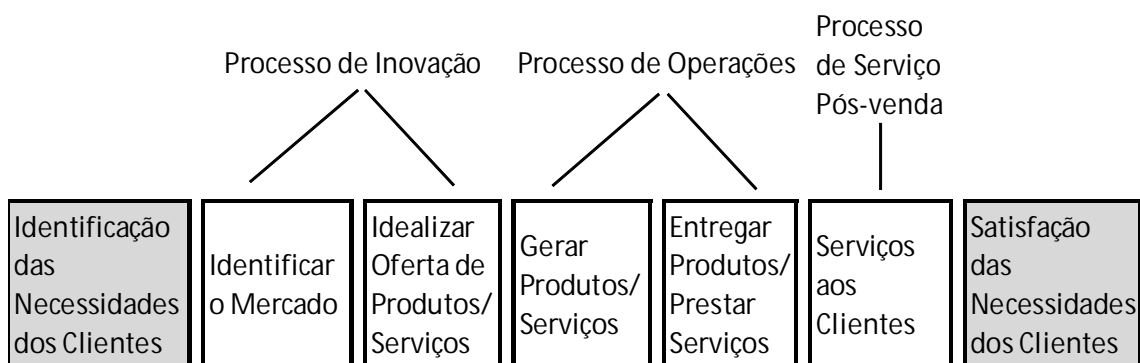 Processo de Inovação
Processo de Operações
Processo
de Serviço
Pós-venda
Identificação
das
Necessidades
dos Clientes
Identificar
o Mercado
Idealizar
Oferta de
Produtos/
Serviços
Gerar
Produtos/
Serviços
Entregar
Produtos/
Prestar
Serviços
Serviços
aos
Clientes
Satisfação
das
Necessidades
dos Clientes